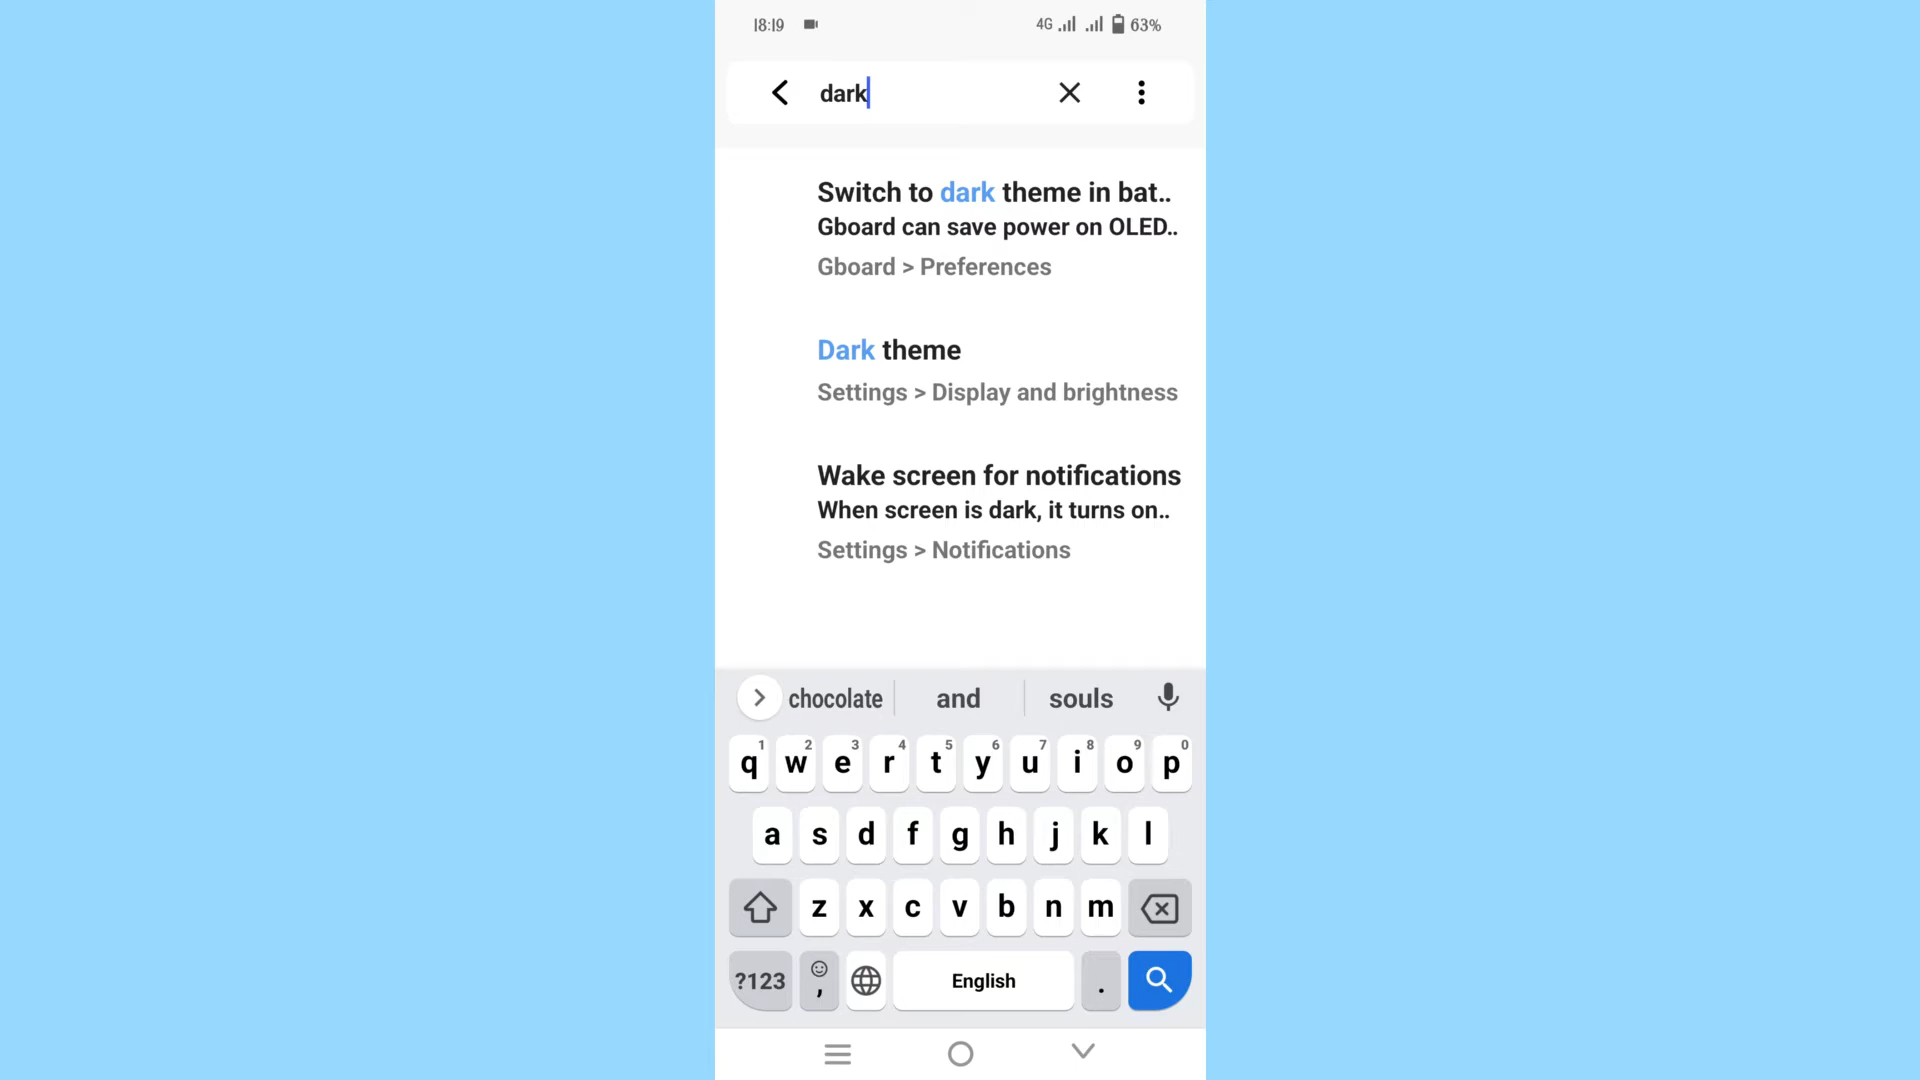 18:19 4G 63%
dark
Switch to dark theme in bat..
Gboard can save power on OLED..
Gboard > Preferences
Dark theme
Settings > Display and brightness
Wake screen for notifications
When screen is dark, it turns on..
Settings > Notifications
chocolate and souls
1 2 3 4 5 6 7 8 9 0
q w e r t y u i o p
a s d f g h j k l
z x c v b n m
?123 , English .